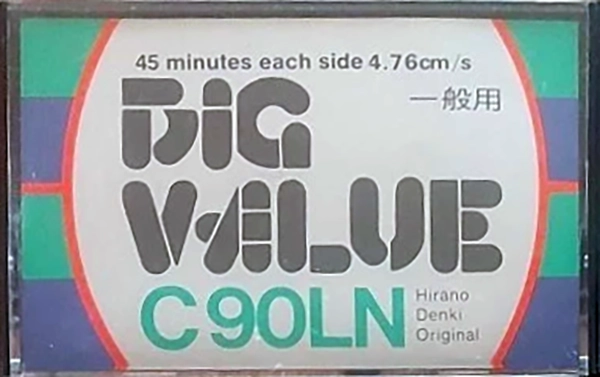 45 minutes each side 4.76cm/s
BIG
一般用
VALUE
C90LN
Hirano
Denki
Original